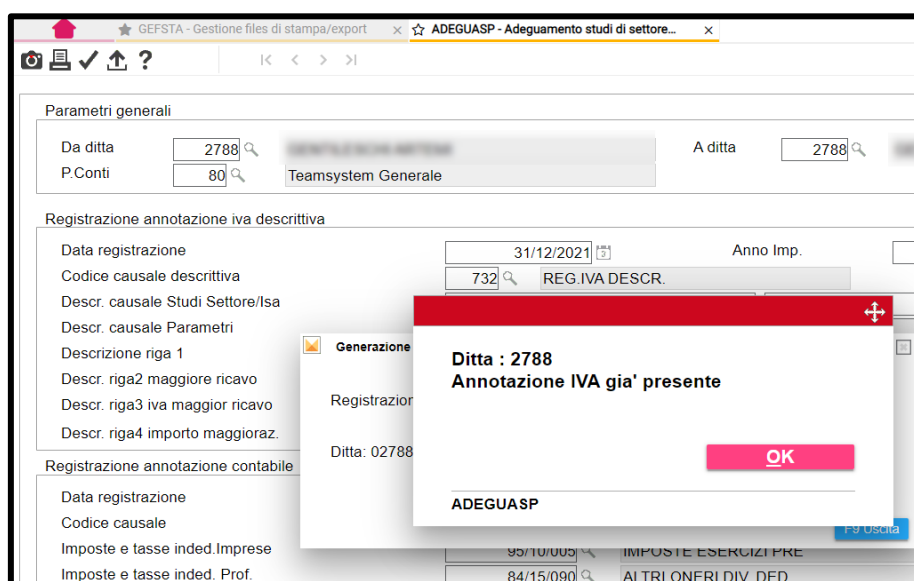 GEFSTA - Gestione files di stampa/export x ADEGUASP - Adeguamento studi di settore... x
?
Parametri generali
Da ditta 2788 A ditta 2788
P.Conti 80 Teamsystem Generale
Registrazione annotazione iva descrittiva
Data registrazione 31/12/2021 Anno Imp.
Codice causale descrittiva 732 REG.IVA DESCR.
Descr. causale Studi Settore/Isa
Descr. causale Parametri
Descrizione riga 1
Descr. riga2 maggiore ricavo
Descr. riga3 iva maggior ricavo
Descr. riga4 importo maggioraz.
Generazione
Registrazion
Ditta: 02788
Ditta : 2788
Annotazione IVA gia' presente
OK
ADEGUASP
F9 Uscita
Registrazione annotazione contabile
Data registrazione
Codice causale
Imposte e tasse inded.Imprese 95/10/005 IMPOSTE ESERCIZI PRE
Imposte e tasse inded. Prof. 84/15/090 ALTRI ONERI DIV. DED.